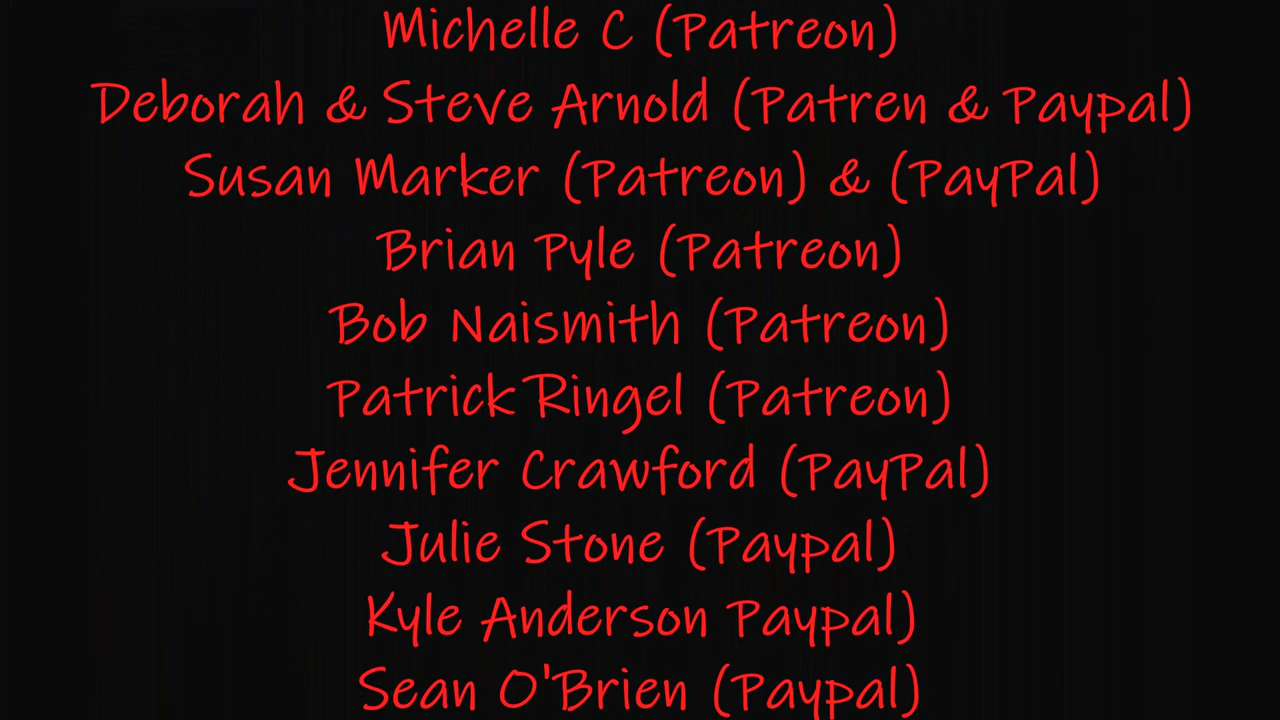 Michelle C (Patreon)
Deborah & Steve Arnold (Patren & Paypal)
Susan Marker (Patreon) & (PayPal)
Brian Pyle (Patreon)
Bob Naismith (Patreon)
Patrick Ringel (Patreon)
Jennifer Crawford (PayPal)
Julie Stone (Paypal)
Kyle Anderson Paypal)
Sean O'Brien (Paypal)